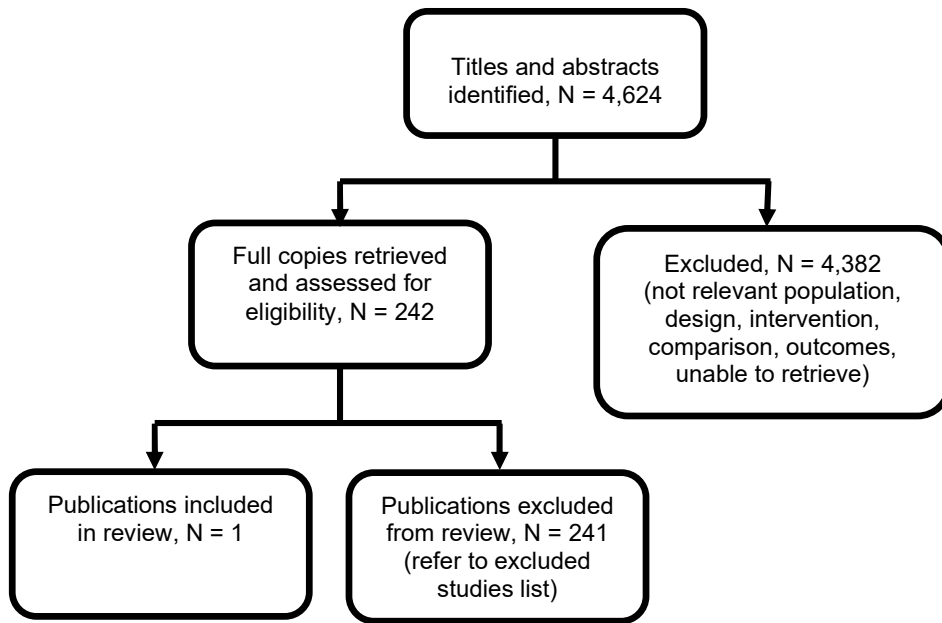 Titles and abstracts
identified, N = 4,624
Full copies retrieved
and assessed for
eligibility, N = 242
Excluded, N = 4,382
(not relevant population,
design, intervention,
comparison, outcomes,
unable to retrieve)
Publications included
in review, N = 1
Publications excluded
from review, N = 241
(refer to excluded
studies list)